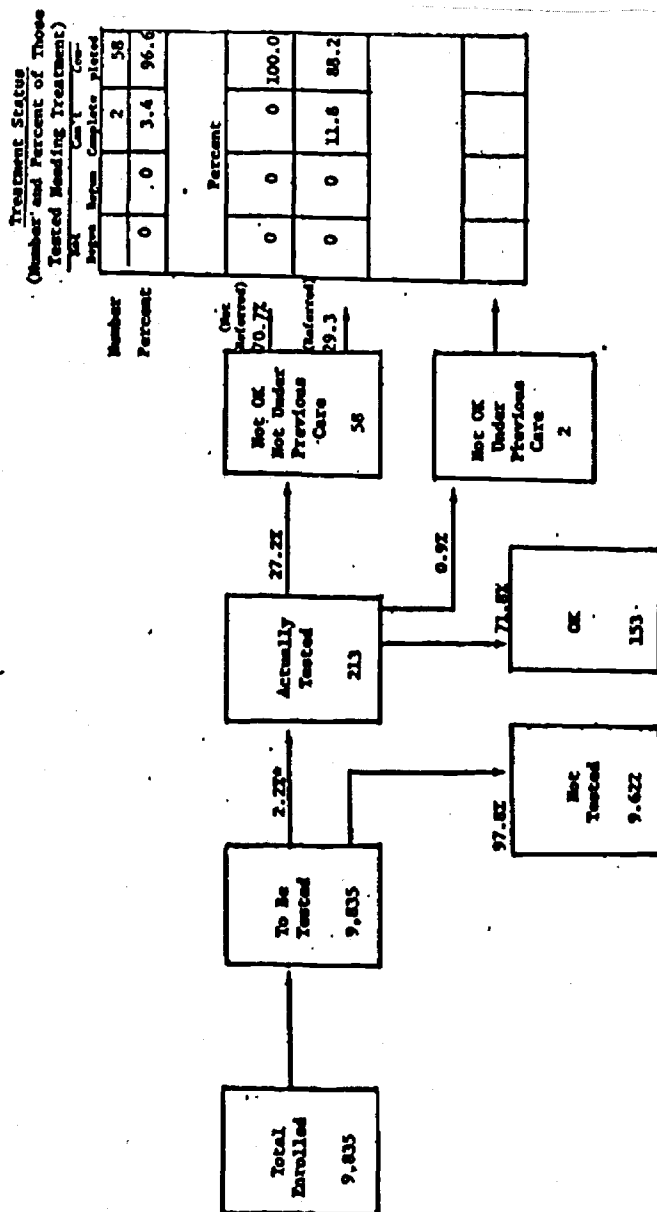 Treatment Status
(Number and Percent of Those
Tested Needing Treatment)
Not Can't Com-
Begun Begun Complete pleted
Number 2 58
Percent 0 0 3.4 96.6
Percent
(Not
Referred)
70.7%
0 0 0 100.0
(Referred)
29.3
0 0 11.8 88.2
Total
Enrolled
9,835
To Be
Tested
9,835
2.2%*
97.8%
Not
Tested
9.622
Actually
Tested
213
27.2%
0.9%
71.8%
OK
153
Not OK
Not Under
Previous
Care
58
Not OK
Under
Previous
Care
2